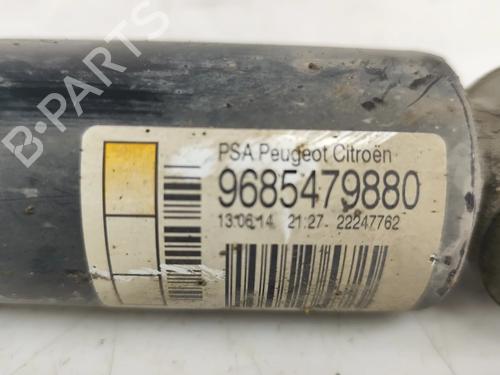 B-PARTS
PSA Peugeot Citroën
9685479880
13.06.14 21:27 22247762